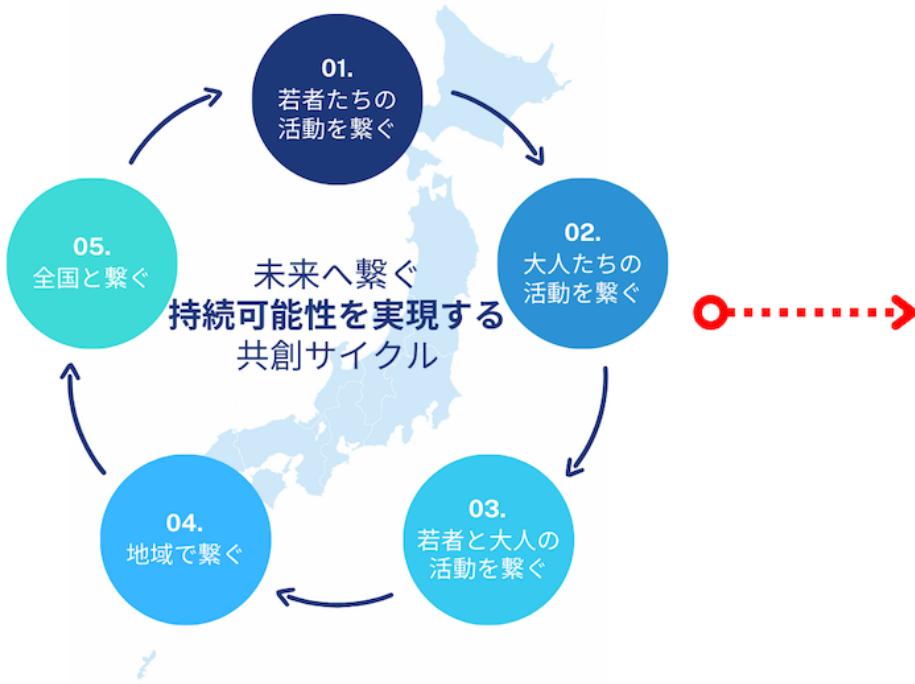 01.
若者たちの
活動を繋ぐ
02.
大人たちの
活動を繋ぐ
03.
若者と大人の
活動を繋ぐ
04.
地域で繋ぐ
05.
全国と繋ぐ
未来へ繋ぐ
持続可能性を実現する
共創サイクル